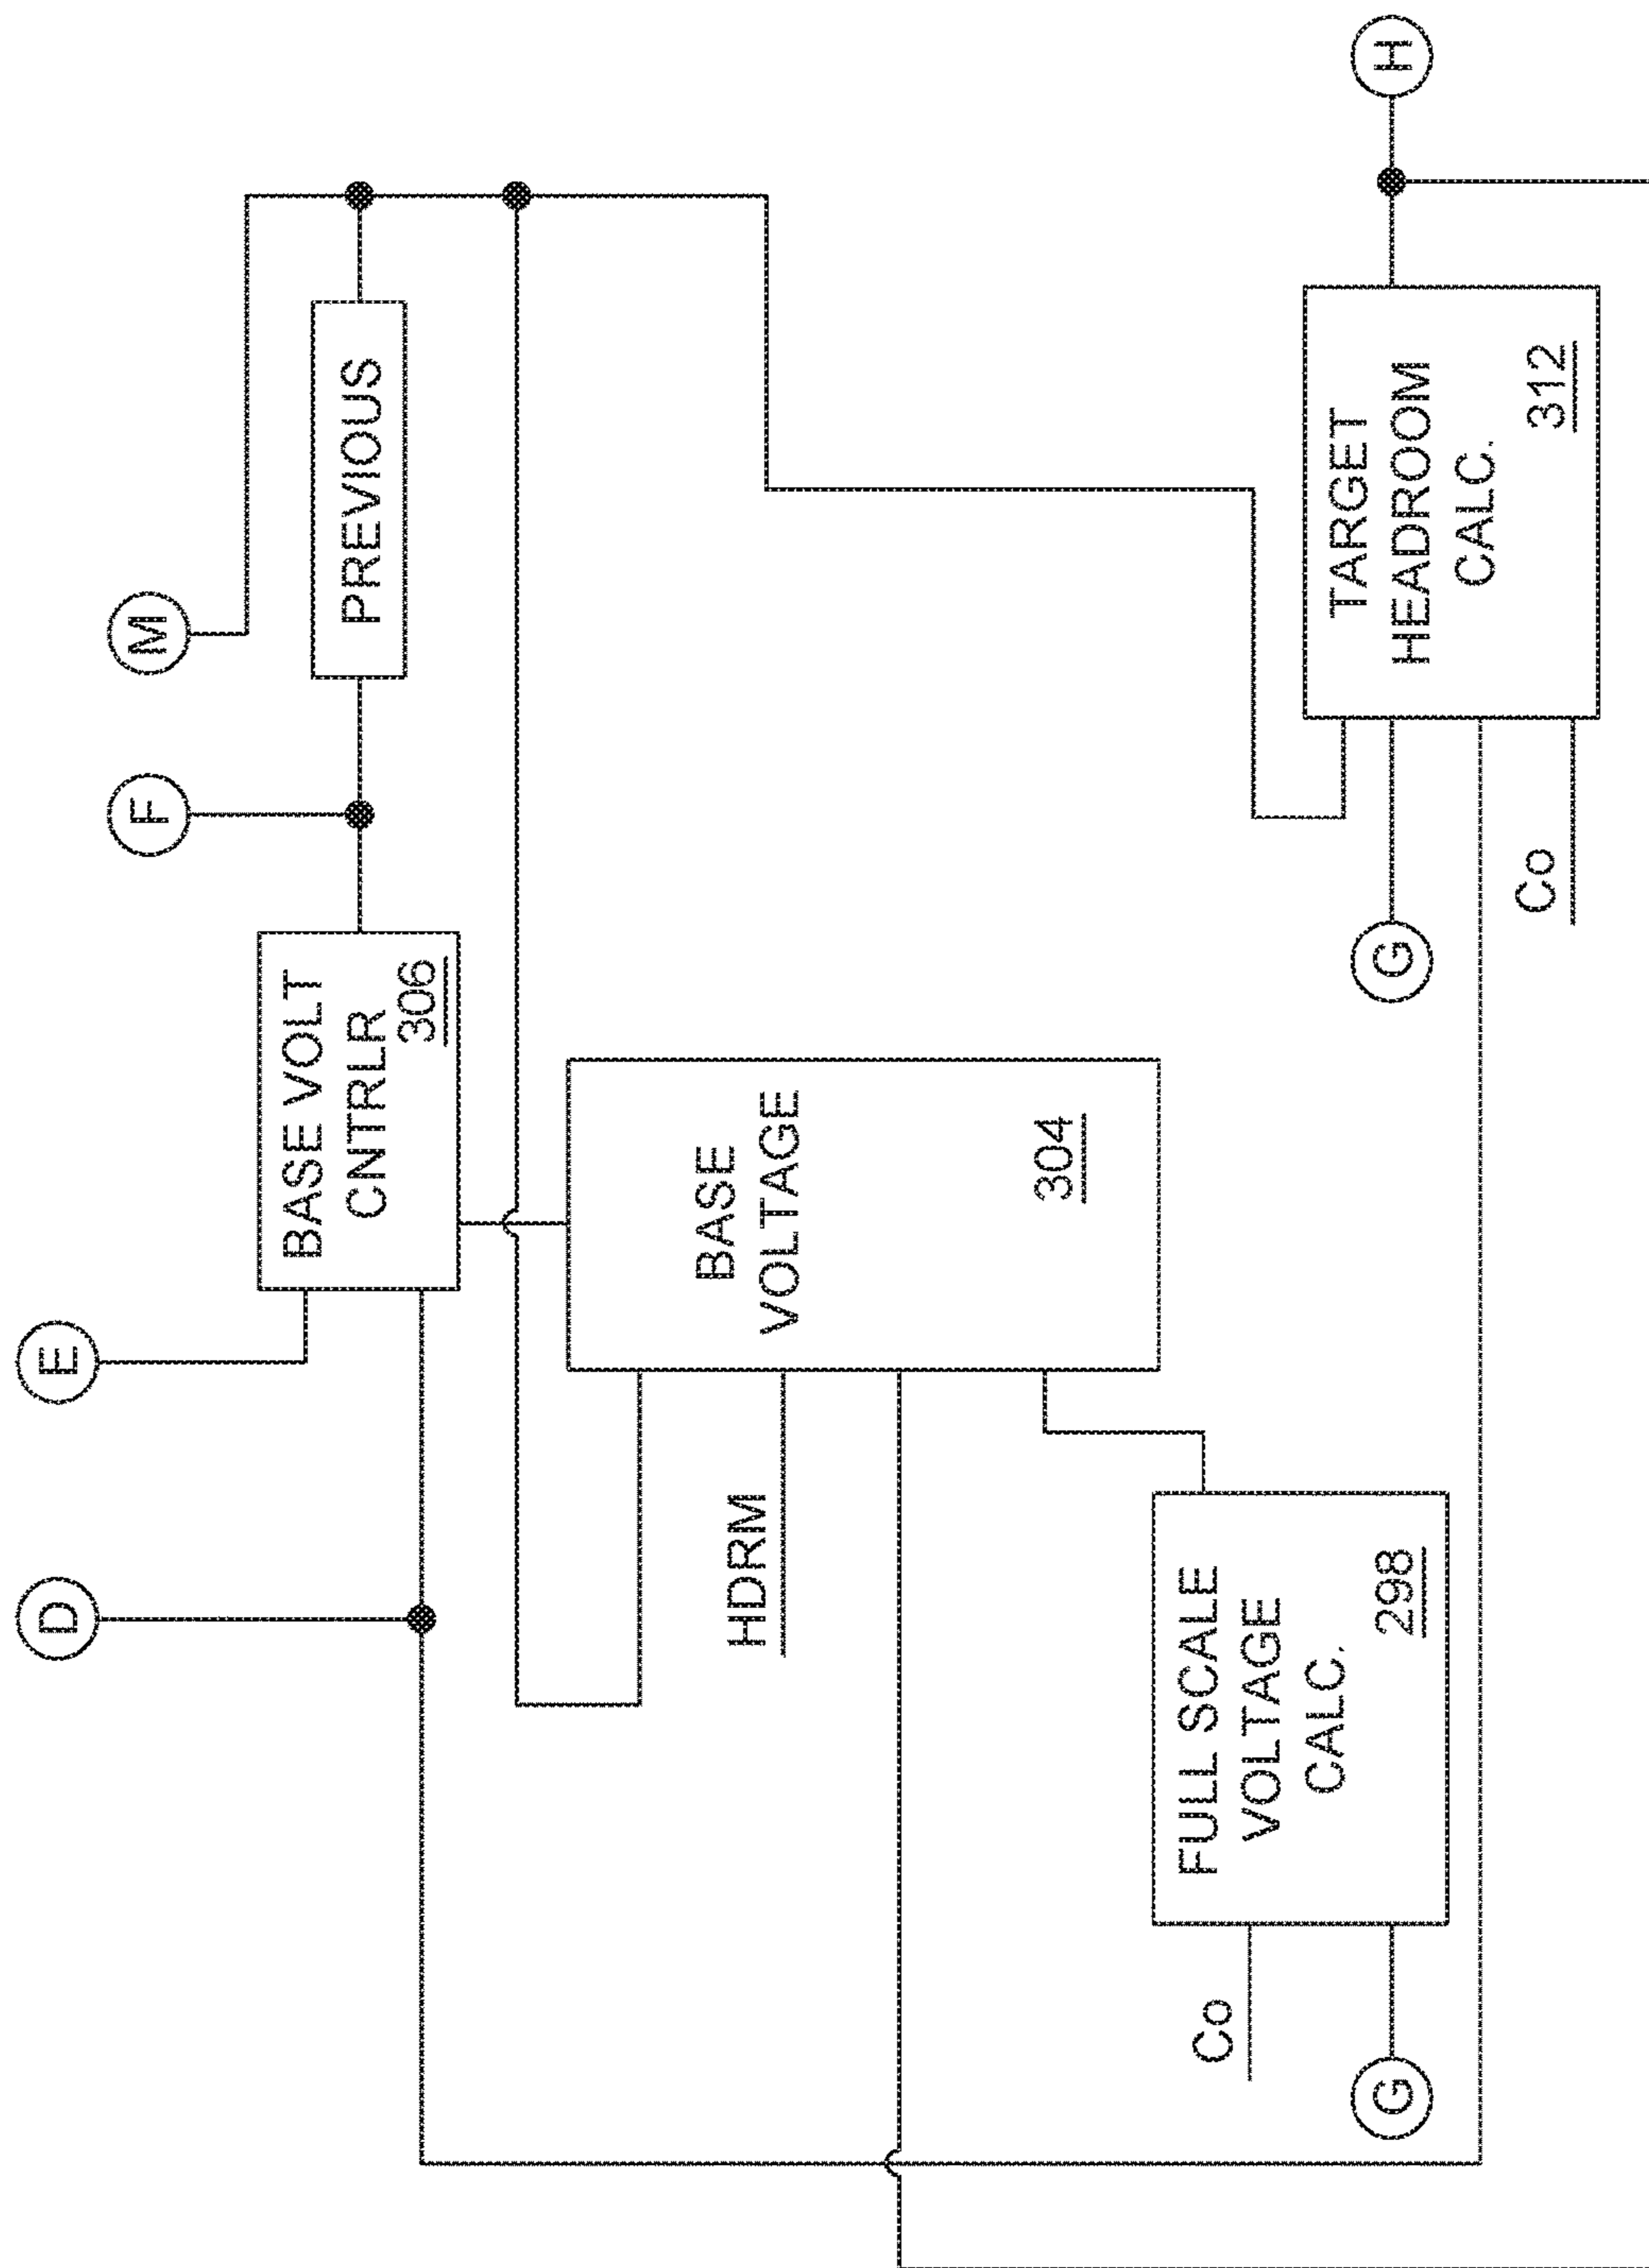 D
E
F
M
BASE VOLT
CNTRLR
306
PREVIOUS
HDRM
BASE
VOLTAGE
304
Co
G
FULL SCALE
VOLTAGE
CALC.
298
G
Co
TARGET
HEADROOM
CALC.
312
H